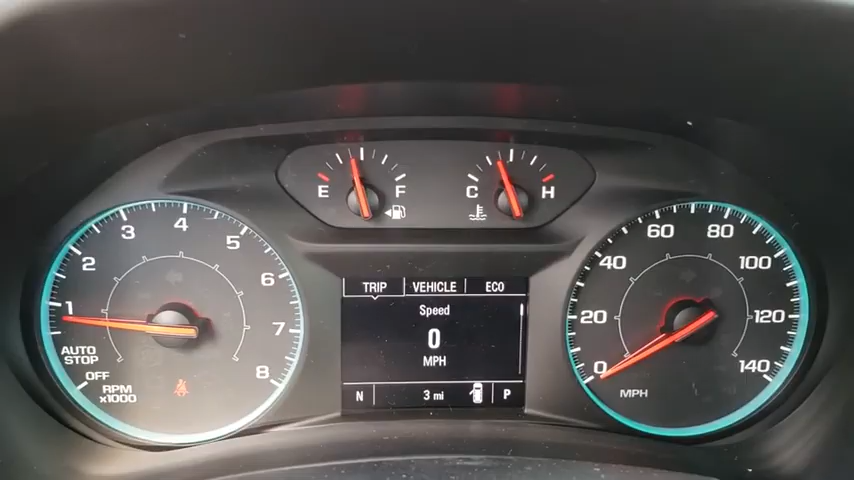 E F
C H
1 2 3 4 5 6 7 8
AUTO
STOP
OFF
RPM
x1000
TRIP VEHICLE ECO
Speed
0
MPH
N 3 mi P
0 20 40 60 80 100 120 140
MPH